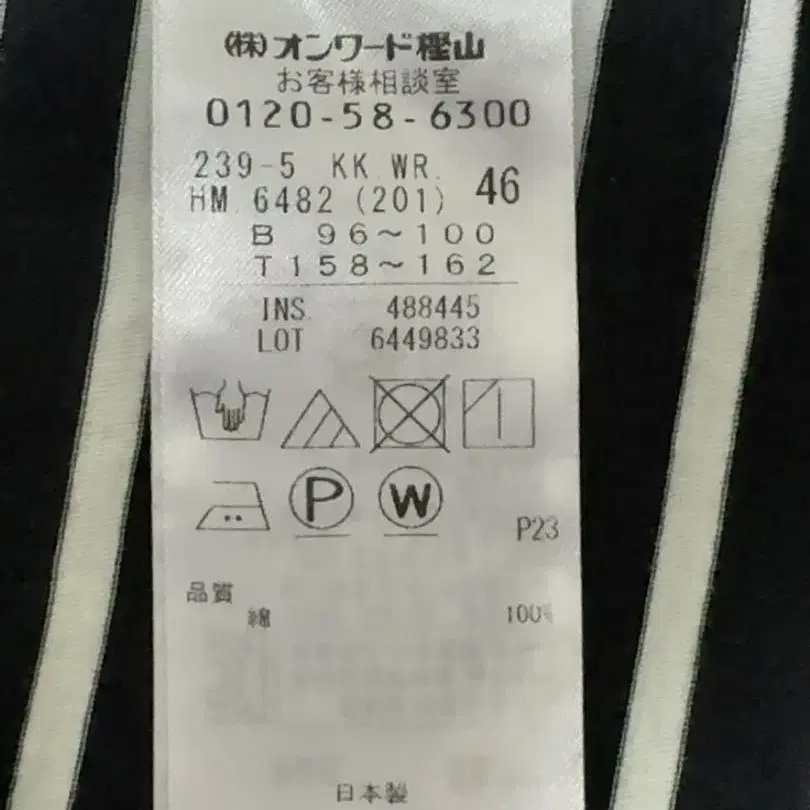 (株)オンワード樫山
お客様相談室
0120-58-6300
239-5 KK.WR.
HM.6482(201) 46
B 96～100
T158～162
INS. 488445
LOT 6449833
P W
P23
品質
綿 100%
日本製